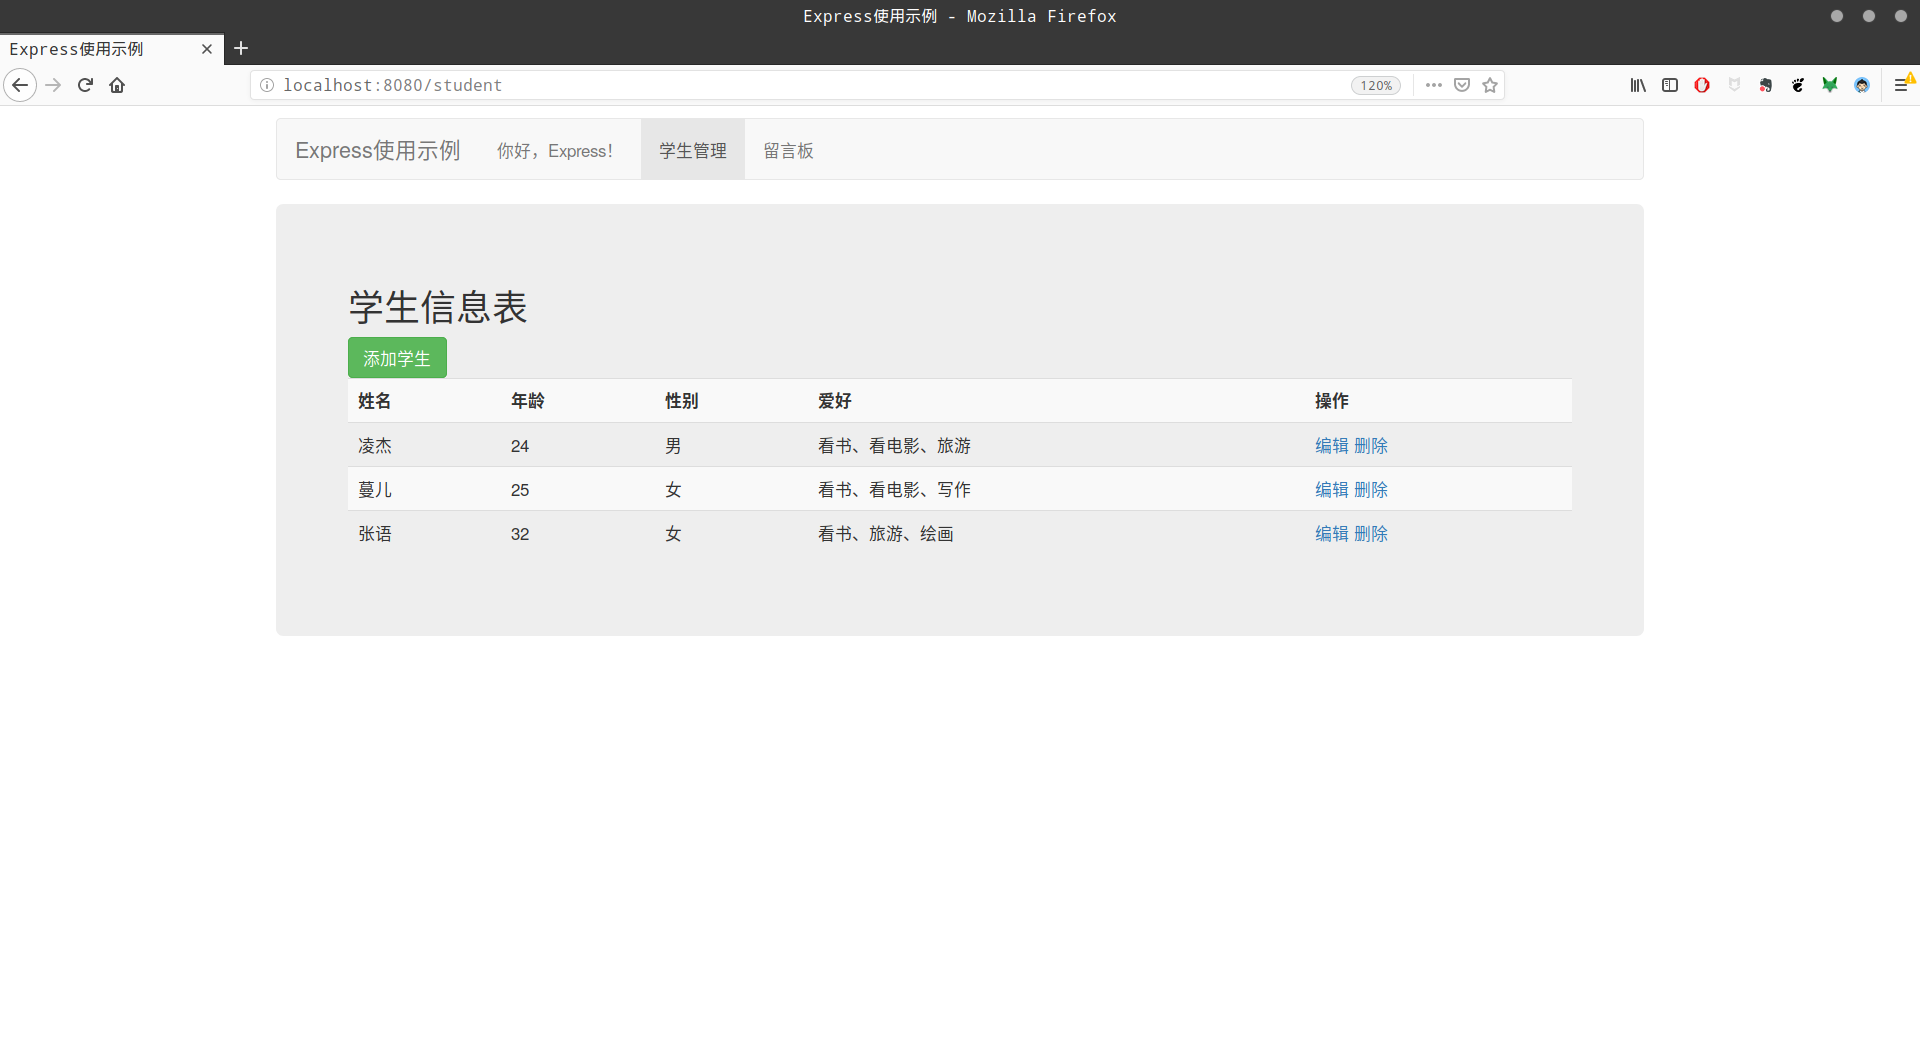 Express使用示例 - Mozilla Firefox
Express使用示例
localhost:8080/student 120%
Express使用示例 你好，Express！ 学生管理 留言板
学生信息表
添加学生
姓名 年龄 性别 爱好 操作
凌杰 24 男 看书、看电影、旅游 编辑 删除
蔓儿 25 女 看书、看电影、写作 编辑 删除
张语 32 女 看书、旅游、绘画 编辑 删除